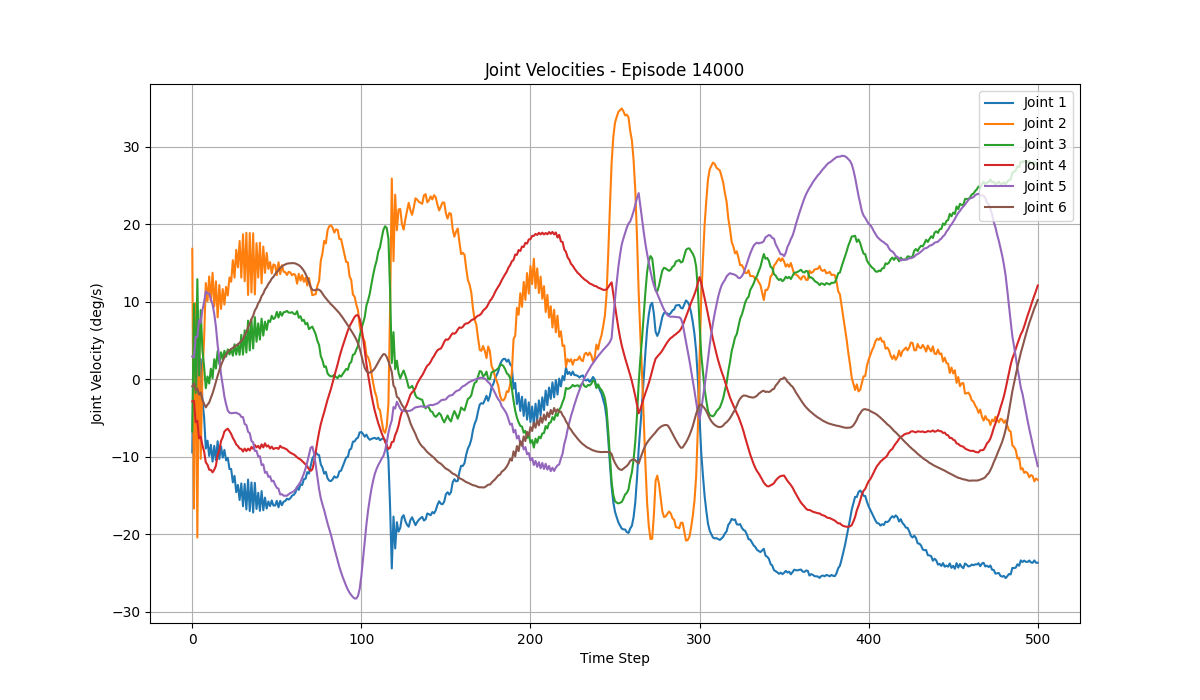 Joint Velocities - Episode 14000
Joint Velocity (deg/s)
30
20
10
0
−10
−20
−30
0 100 200 300 400 500
Time Step
Joint 1
Joint 2
Joint 3
Joint 4
Joint 5
Joint 6